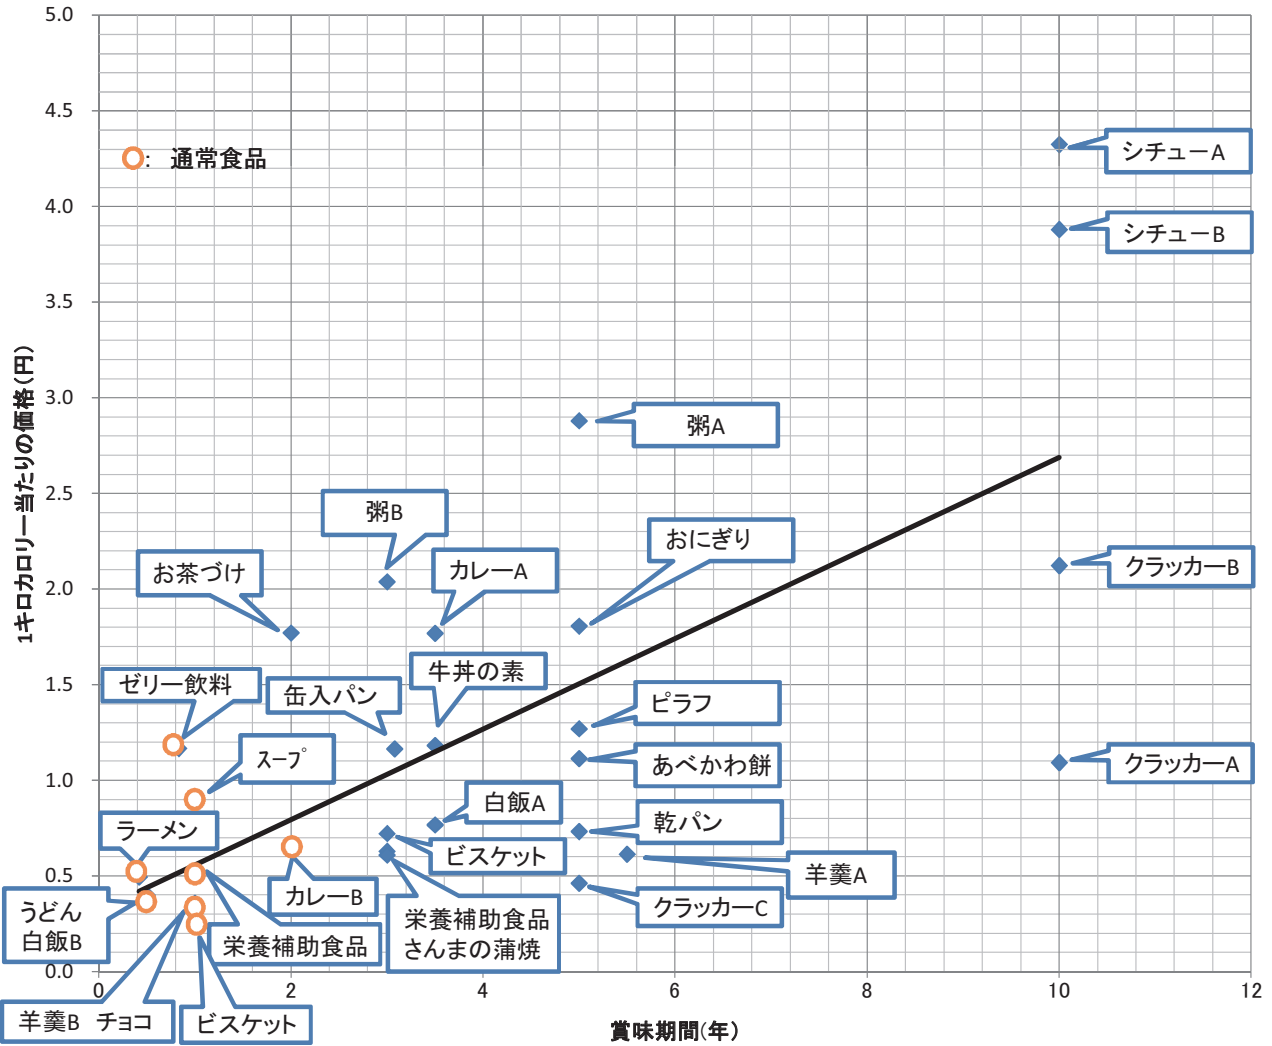 5.0
4.5
4.0
3.5
3.0
2.5
2.0
1.5
1.0
0.5
0.0
1キロカロリー当たりの価格(円)
: 通常食品
シチューA
シチューB
粥A
粥B
おにぎり
お茶づけ
カレーA
クラッカーB
ゼリー飲料
缶入パン
牛丼の素
ピラフ
スープ
あべかわ餅
クラッカーA
白飯A
乾パン
ラーメン
ビスケット
羊羹A
カレーB
クラッカーC
うどん
白飯B
栄養補助食品
栄養補助食品
さんまの蒲焼
0
2
4
6
8
10
12
羊羹B チョコ
ビスケット
賞味期間(年)